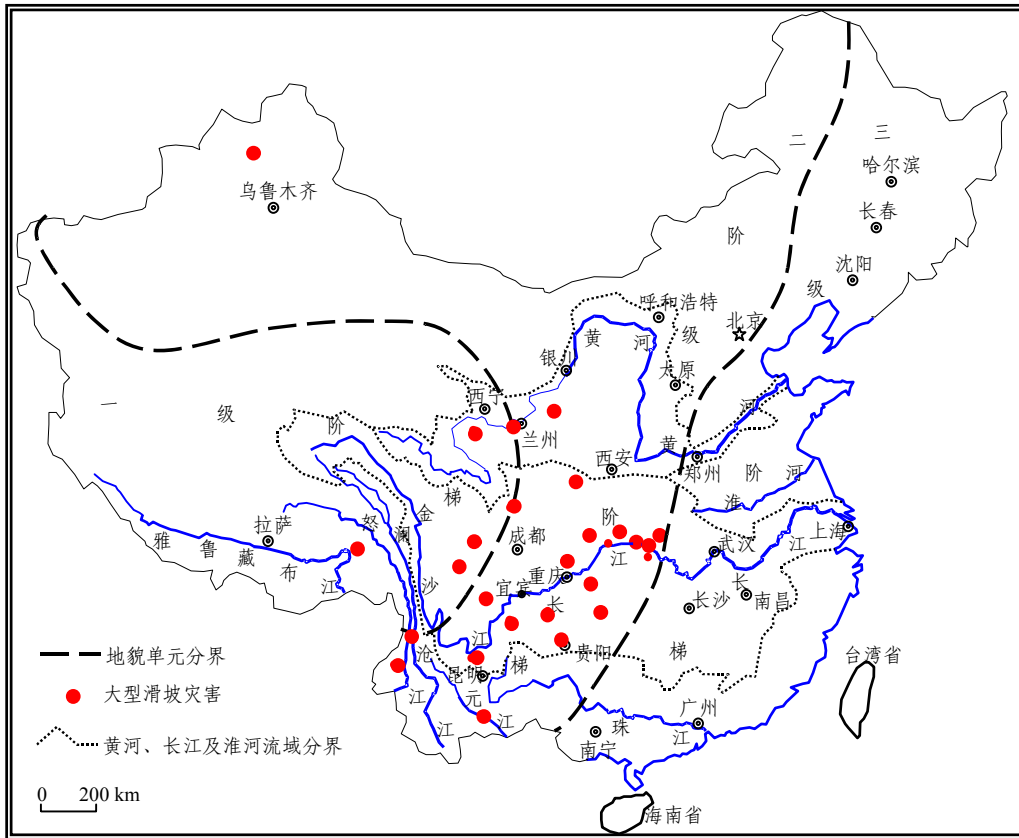 二 三
哈尔滨
乌鲁木齐
长春
阶
沈阳
呼和浩特
级
北京
黄 河
级
银川
太原
西宁
一 级 阶
河
兰州
黄
西安
郑州
阶 河
梯
淮
金
怒
澜
阶
上海
拉萨
成都
江
武汉
江
雅 鲁 藏 布 江
重庆
沙
宜宾
长
长
长沙
南昌
江
贵阳
沧
昆明
梯
梯
台湾省
元
江
江
江
广州
珠
江
南宁
海南省
地貌单元分界
大型滑坡灾害
黄河、长江及淮河流域分界
0 200 km